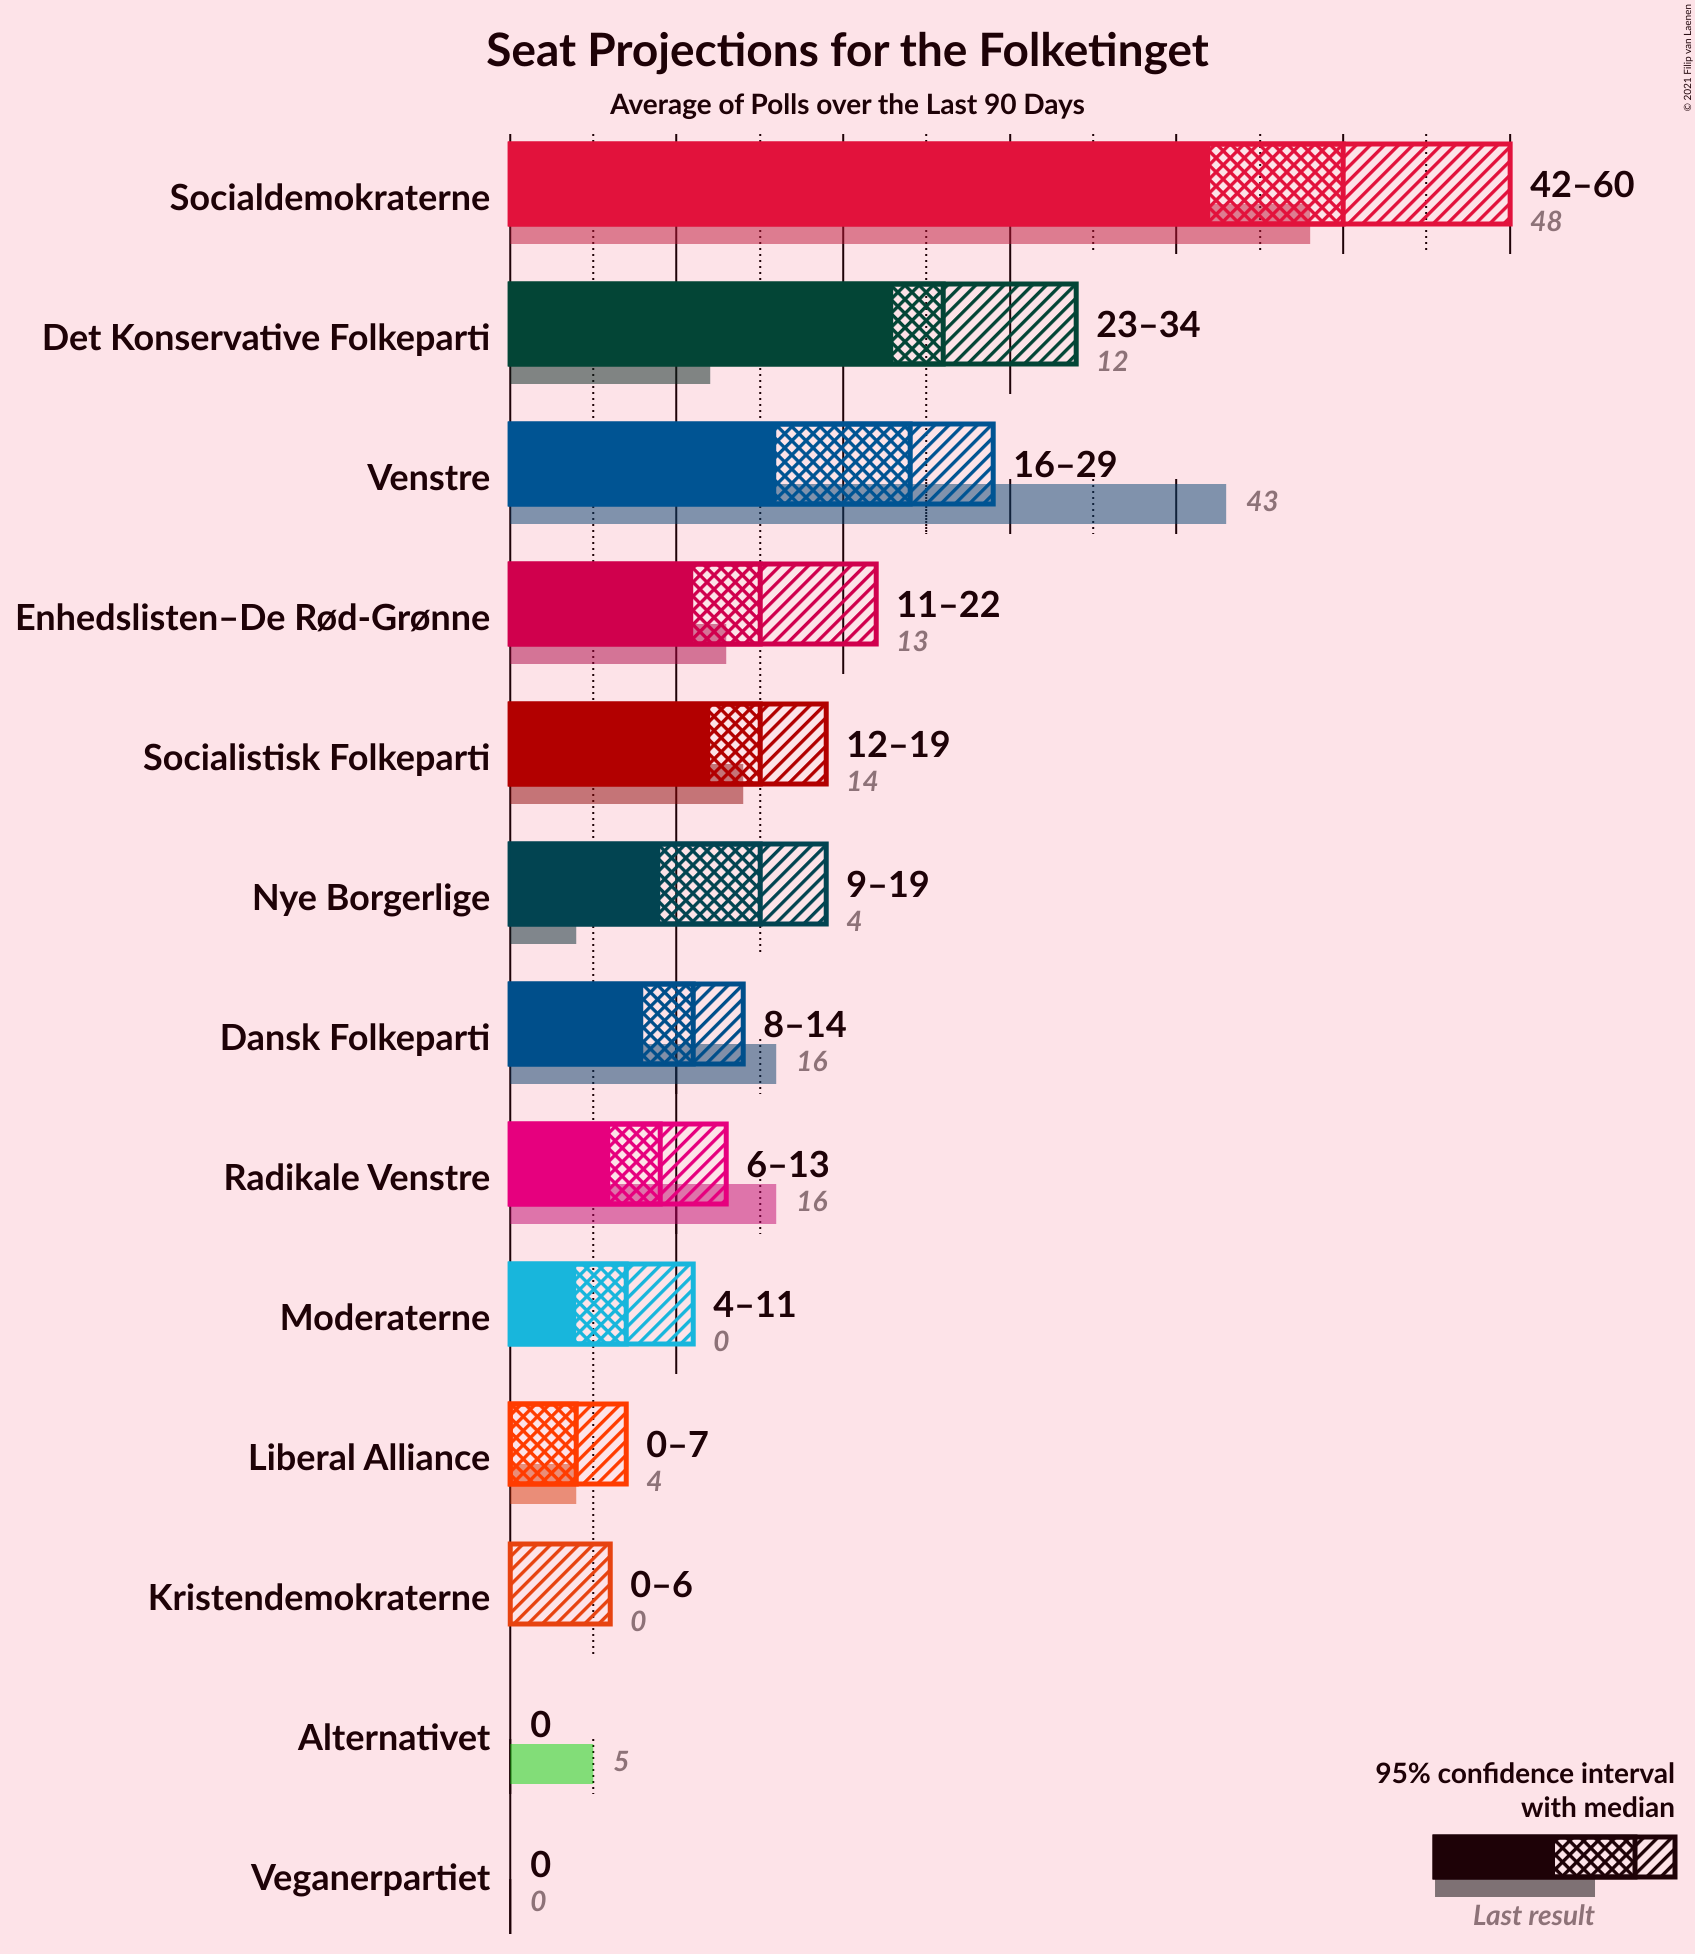 Seat Projections for the Folketinget
Average of Polls over the Last 90 Days
© 2021 Filip van Laenen
Socialdemokraterne
42–60
48
Det Konservative Folkeparti
23–34
12
Venstre
16–29
43
Enhedslisten–De Rød-Grønne
11–22
13
Socialistisk Folkeparti
12–19
14
Nye Borgerlige
9–19
4
Dansk Folkeparti
8–14
16
Radikale Venstre
6–13
16
Moderaterne
4–11
0
Liberal Alliance
0–7
4
Kristendemokraterne
0–6
0
Alternativet
0
5
Veganerpartiet
0
0
95% confidence interval
with median
Last result